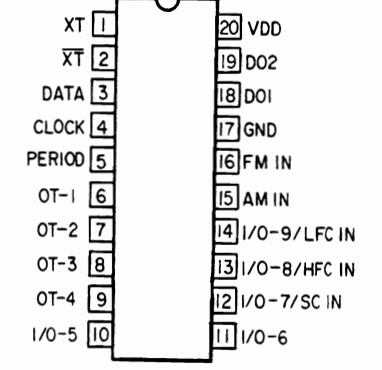 XT 1 20 VDD
X̅T̅ 2 19 DO2
DATA 3 18 DO1
CLOCK 4 17 GND
PERIOD 5 16 FM IN
OT-1 6 15 AM IN
OT-2 7 14 I/O-9/LFC IN
OT-3 8 13 I/O-8/HFC IN
OT-4 9 12 I/O-7/SC IN
I/O-5 10 11 I/O-6